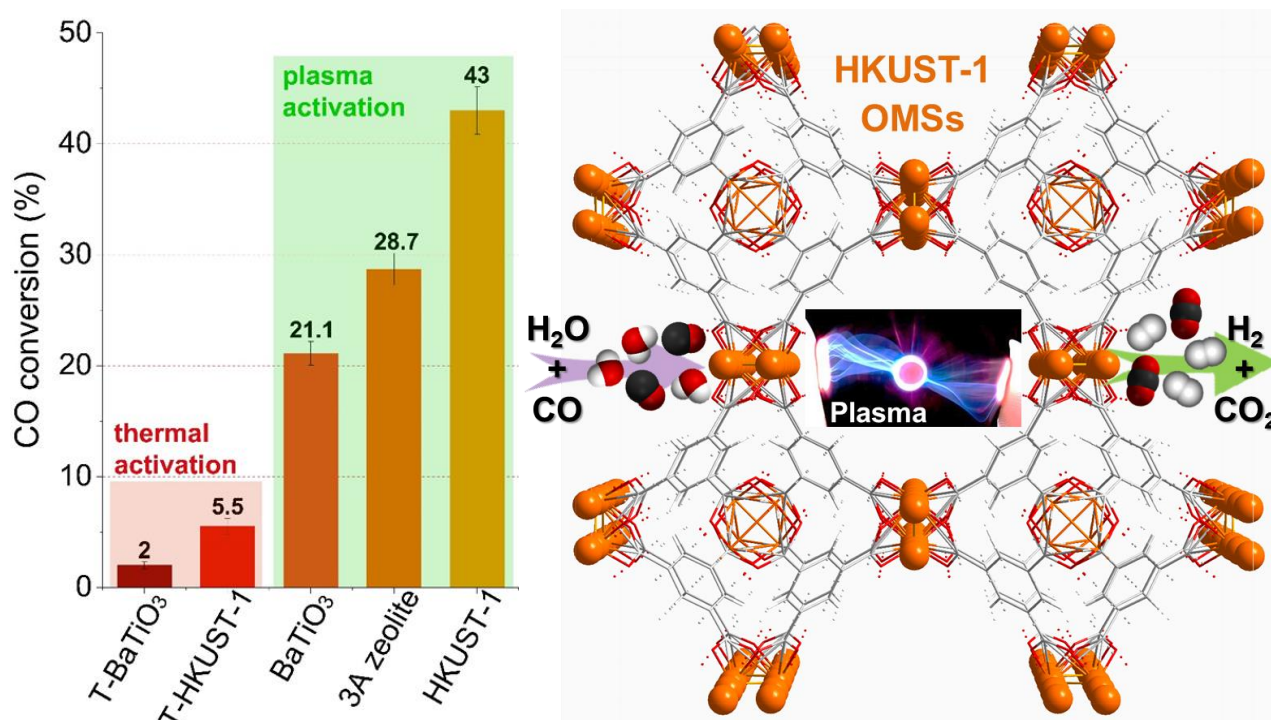 CO conversion (%)
50
40
30
20
10
0
plasma
activation
thermal
activation
2
5.5
21.1
28.7
43
T-BaTiO₃
T-HKUST-1
BaTiO₃
3A zeolite
HKUST-1
HKUST-1
OMSs
H₂O
+
CO
Plasma
H₂
+
CO₂